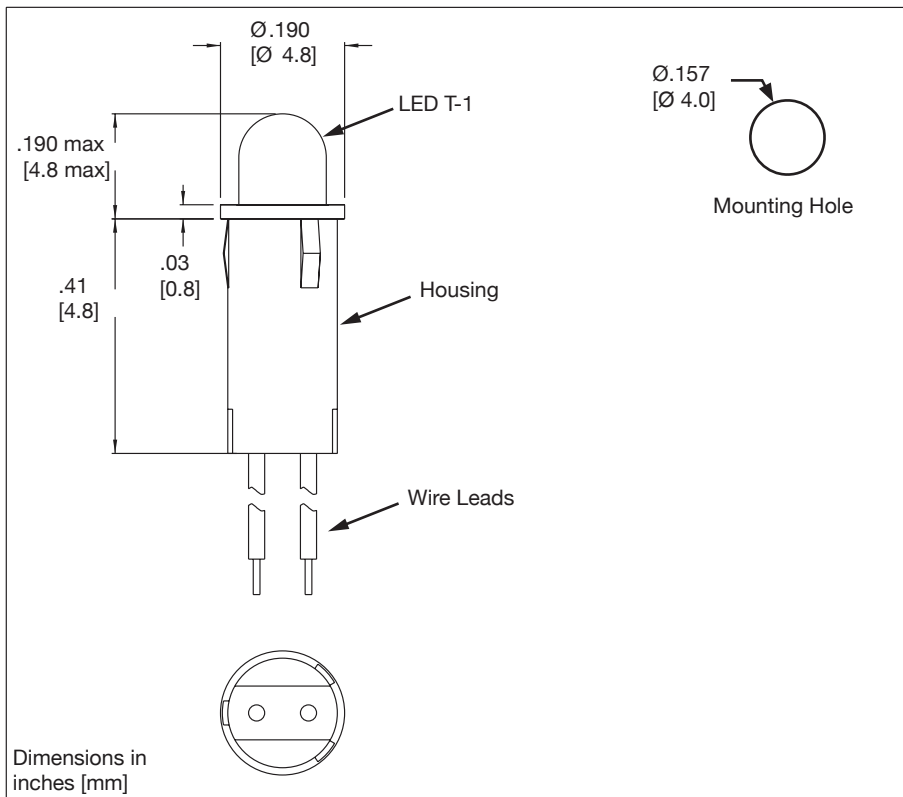 Ø.190
[Ø 4.8]
LED T-1
Ø.157
[Ø 4.0]
.190 max
[4.8 max]
Mounting Hole
.03
[0.8]
.41
[4.8]
Housing
Wire Leads
Dimensions in
inches [mm]